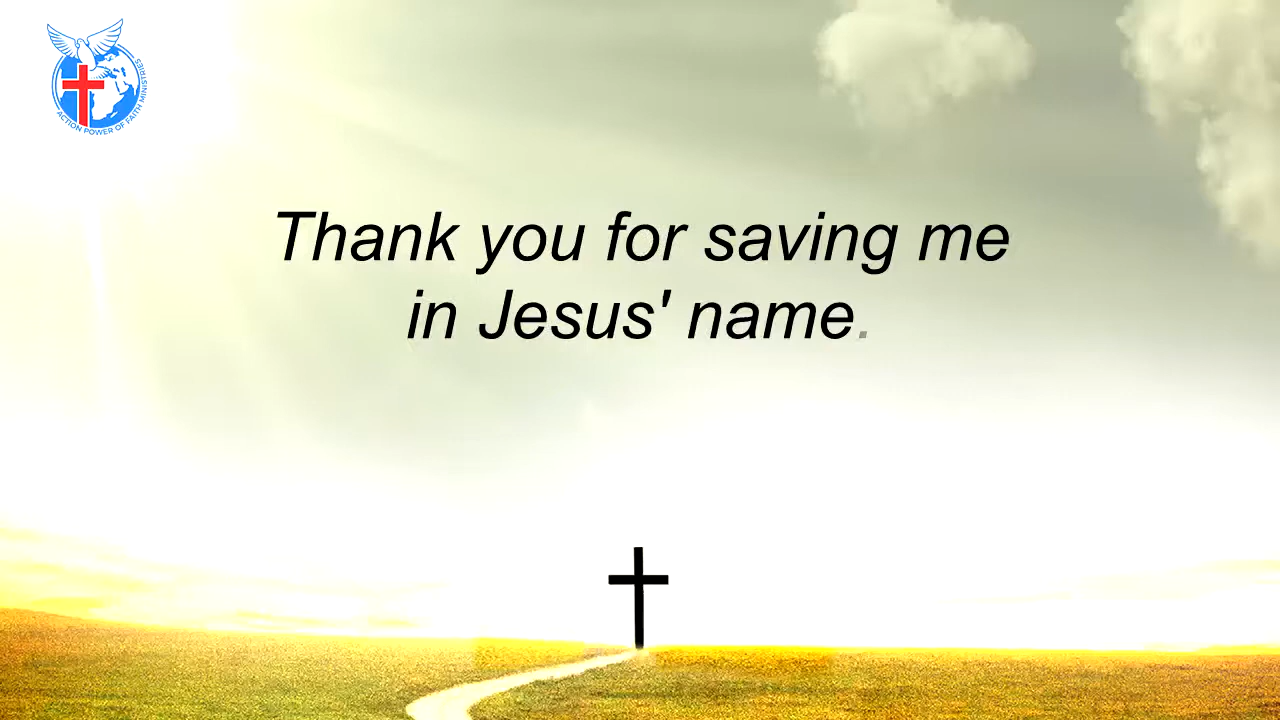 ACTION POWER OF FAITH MINISTRIES
Thank you for saving me
in Jesus' name.